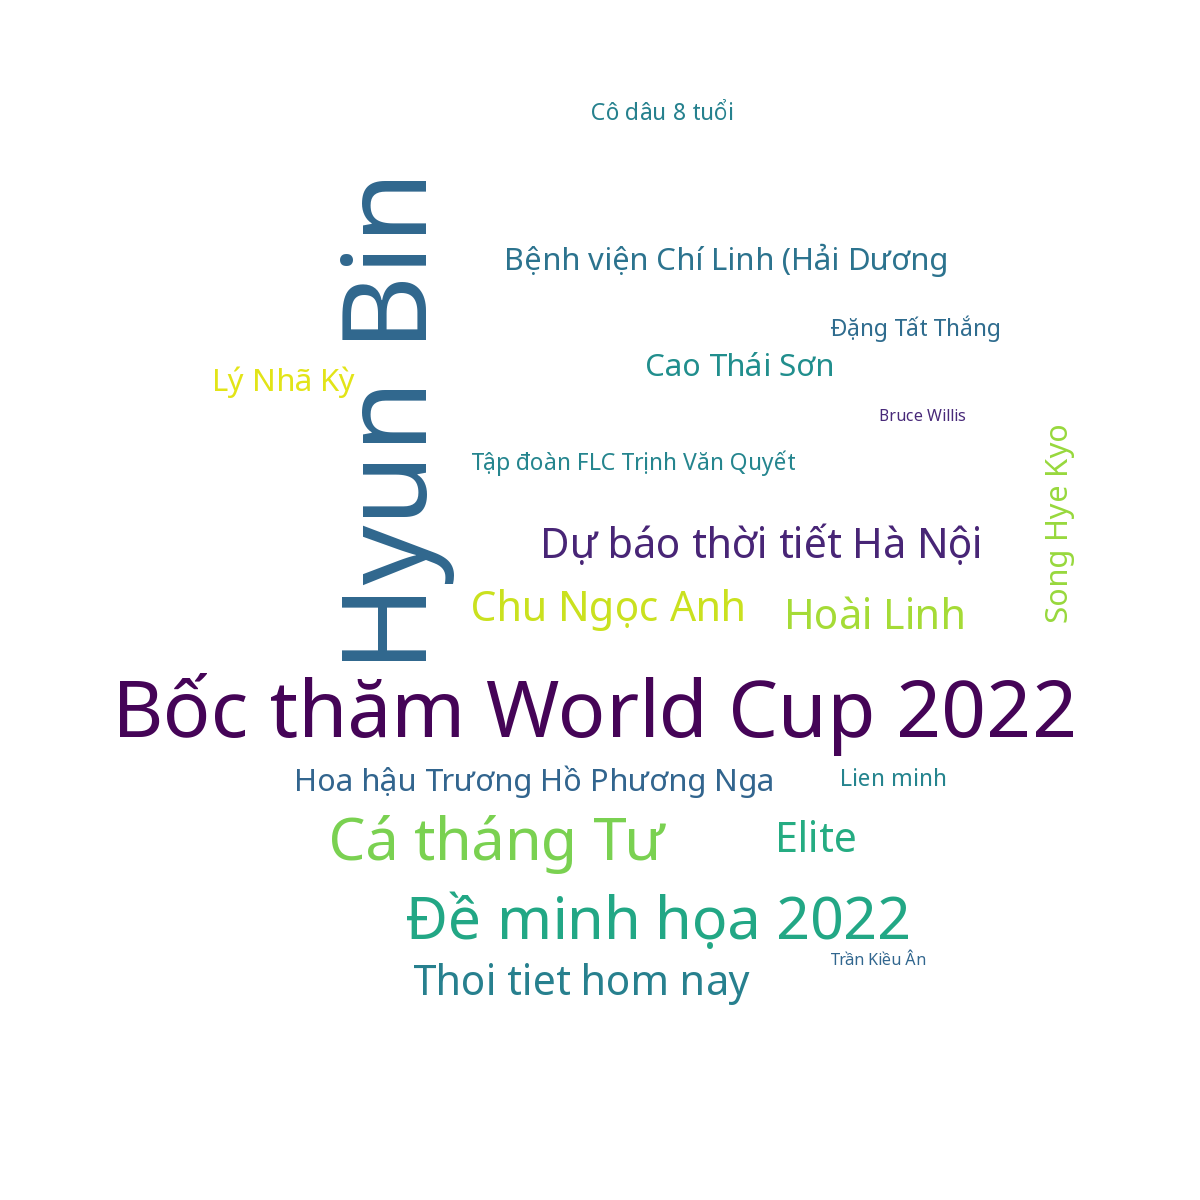 Cô dâu 8 tuổi
Hyun Bin
Bệnh viện Chí Linh (Hải Dương
Đặng Tất Thắng
Cao Thái Sơn
Lý Nhã Kỳ
Bruce Willis
Song Hye Kyo
Tập đoàn FLC Trịnh Văn Quyết
Dự báo thời tiết Hà Nội
Chu Ngọc Anh
Hoài Linh
Bốc thăm World Cup 2022
Hoa hậu Trương Hồ Phương Nga
Lien minh
Cá tháng Tư
Elite
Đề minh họa 2022
Trần Kiều Ân
Thoi tiet hom nay